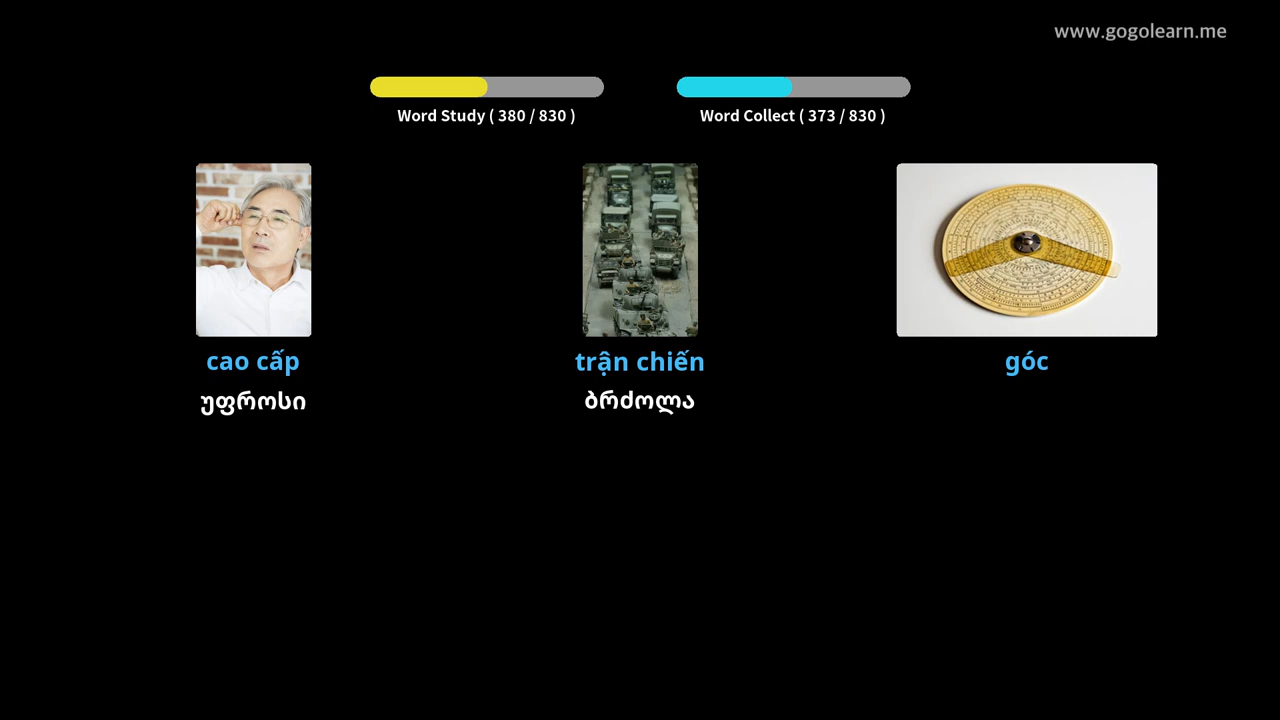 www.gogolearn.me
Word Study ( 380 / 830 )
Word Collect ( 373 / 830 )
cao cấp
trận chiến
góc
უფროსი
ბრძოლა